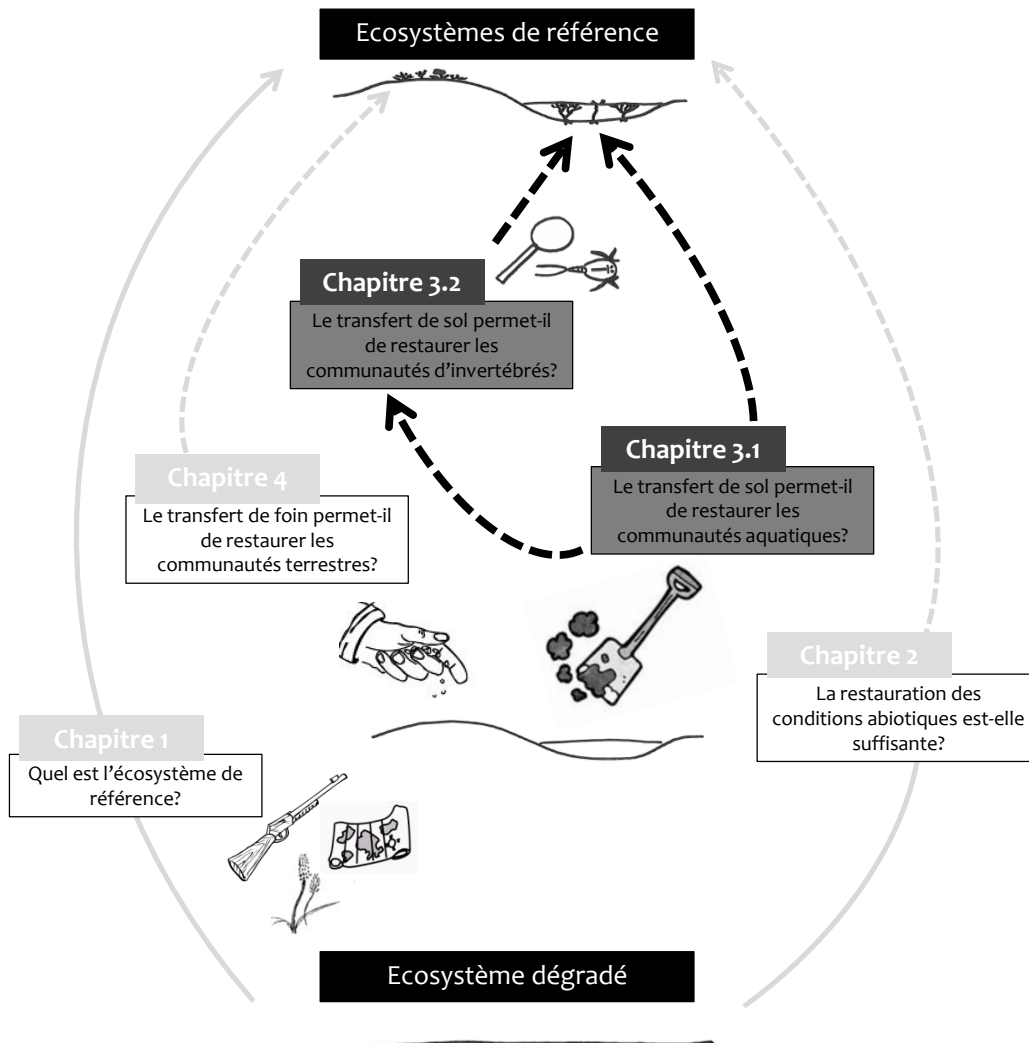 Ecosystèmes de référence
Chapitre 3.2
Le transfert de sol permet-il
de restaurer les
communautés d’invertébrés?
Chapitre 3.1
Le transfert de sol permet-il
de restaurer les
communautés aquatiques?
Chapitre 4
Le transfert de foin permet-il
de restaurer les
communautés terrestres?
Chapitre 2
La restauration des
conditions abiotiques est-elle
suffisante?
Chapitre 1
Quel est l’écosystème de
référence?
Ecosystème dégradé